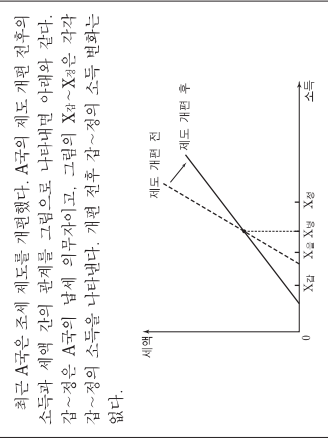 최근 A국은 조세 제도를 개편했다. A국의 제도 개편 전후의
소득과 세액 간의 관계를 그림으로 나타내면 아래와 같다.
갑~정은 A국의 납세 의무자이고, 그림의 X갑~X정은 각각
갑~정의 소득을 나타낸다. 개편 전후 갑~정의 소득 변화는
없다.
세액
제도 개편 전
제도 개편 후
0
X갑
X을
X병
X정
소득